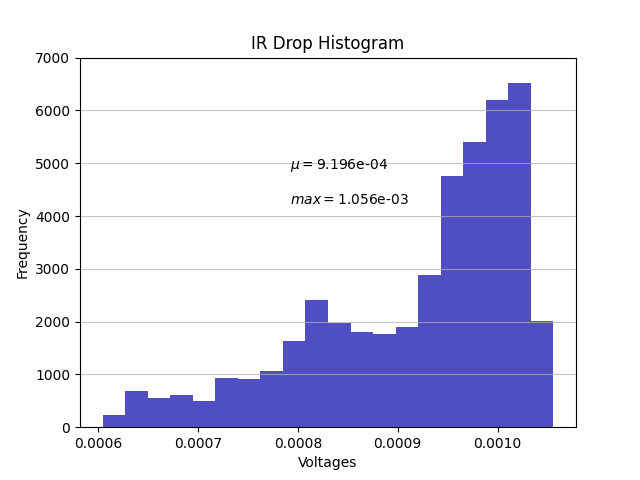 IR Drop Histogram
7000
6000
5000
4000
3000
2000
1000
0
Frequency
μ = 9.196e-04
max = 1.056e-03
0.0006 0.0007 0.0008 0.0009 0.0010
Voltages